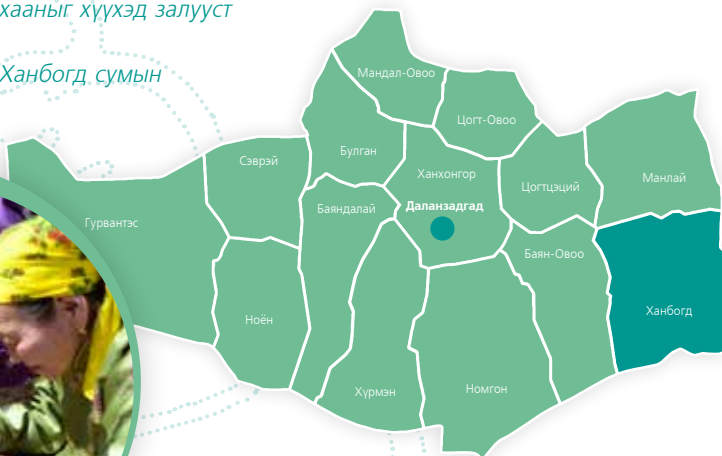 хааныг хүүхэд залууст
Ханбогд сумын
Мандал-Овоо
Цогт-Овоо
Булган
Сэврэй
Ханхонгор
Цогтцэций
Манлай
Гурвантэс
Баяндалай
Даланзадгад
Баян-Овоо
Ноён
Ханбогд
Хүрмэн
Номгон